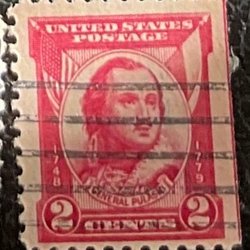 UNITED STATES
POSTAGE
1748 1779
GENERAL PULASKI
2 CENTS 2